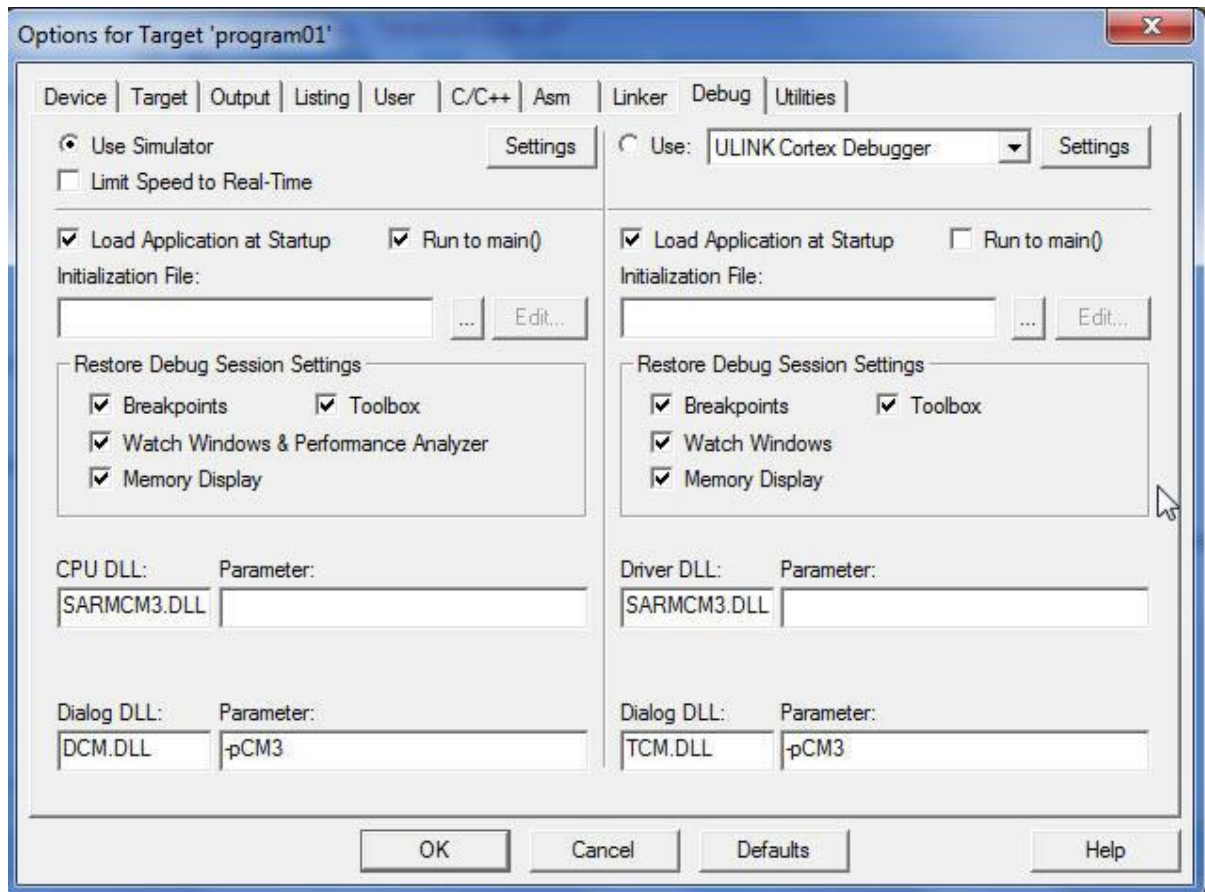 Options for Target 'program01'
Device Target Output Listing User C/C++ Asm Linker Debug Utilities
Use Simulator Settings
Limit Speed to Real-Time
Load Application at Startup Run to main()
Initialization File:
... Edit...
Restore Debug Session Settings
Breakpoints Toolbox
Watch Windows & Performance Analyzer
Memory Display
CPU DLL: Parameter:
SARMCM3.DLL
Dialog DLL: Parameter:
DCM.DLL -pCM3
Use: ULINK Cortex Debugger Settings
Load Application at Startup Run to main()
Initialization File:
... Edit...
Restore Debug Session Settings
Breakpoints Toolbox
Watch Windows
Memory Display
Driver DLL: Parameter:
SARMCM3.DLL
Dialog DLL: Parameter:
TCM.DLL -pCM3
OK Cancel Defaults Help